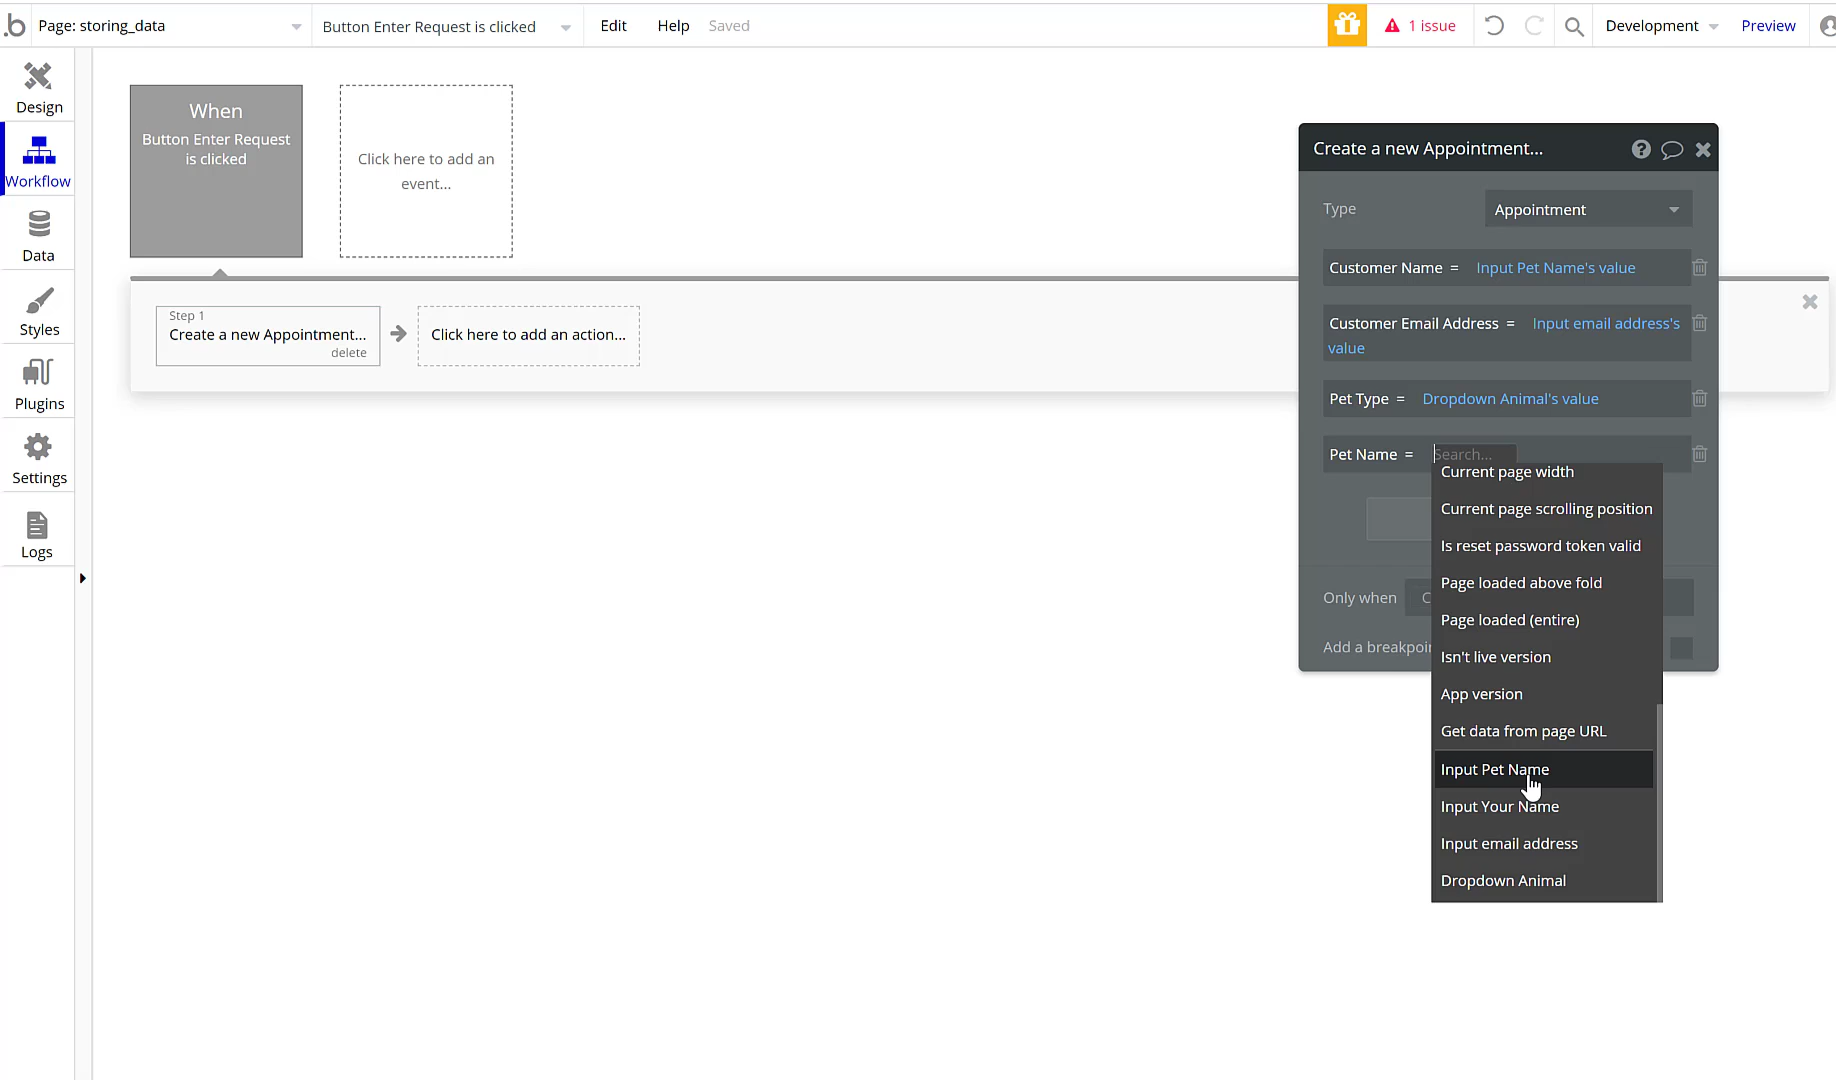 .b
Page: storing_data
Button Enter Request is clicked
Edit
Help
Saved
1 issue
Development
Preview
Design
Workflow
Data
Styles
Plugins
Settings
Logs
When
Button Enter Request
is clicked
Click here to add an
event...
Step 1
Create a new Appointment...
delete
Click here to add an action...
Create a new Appointment...
Type
Appointment
Customer Name = Input Pet Name's value
Customer Email Address = Input email address's
value
Pet Type = Dropdown Animal's value
Pet Name = Search...
Current page width
Current page scrolling position
Is reset password token valid
Page loaded above fold
Page loaded (entire)
Isn't live version
App version
Get data from page URL
Input Pet Name
Input Your Name
Input email address
Dropdown Animal
Only when
C
Add a breakpoi